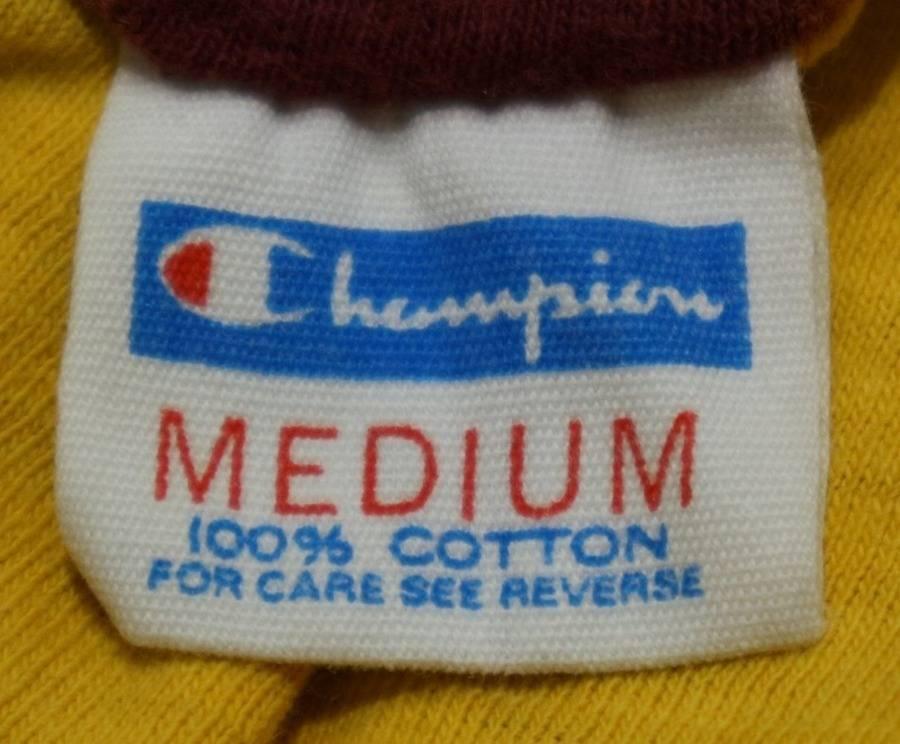 Champion
MEDIUM
100% COTTON
FOR CARE SEE REVERSE